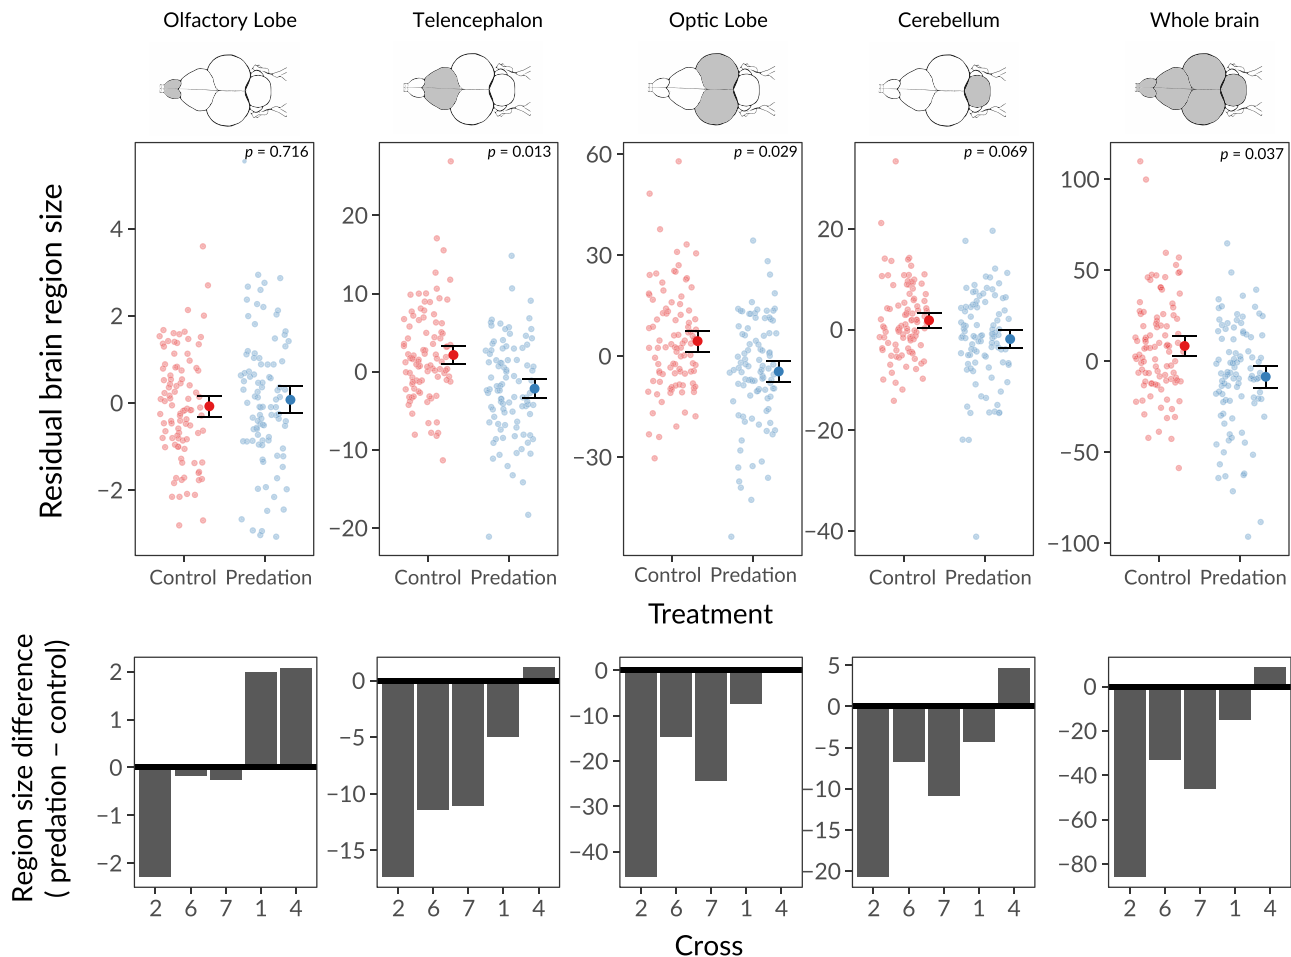 Olfactory Lobe
Telencephalon
Optic Lobe
Cerebellum
Whole brain
Residual brain region size
p = 0.716
4
2
0
−2
Control Predation
p = 0.013
20
10
0
−10
−20
Control Predation
p = 0.029
60
30
0
−30
Control Predation
p = 0.069
20
0
−20
−40
Control Predation
p = 0.037
100
50
0
−50
−100
Control Predation
Treatment
Region size difference
( predation − control)
2
1
0
−1
−2
2 6 7 1 4
0
−5
−10
−15
2 6 7 1 4
0
−10
−20
−30
−40
2 6 7 1 4
5
0
−5
−10
−15
−20
2 6 7 1 4
0
−20
−40
−60
−80
2 6 7 1 4
Cross